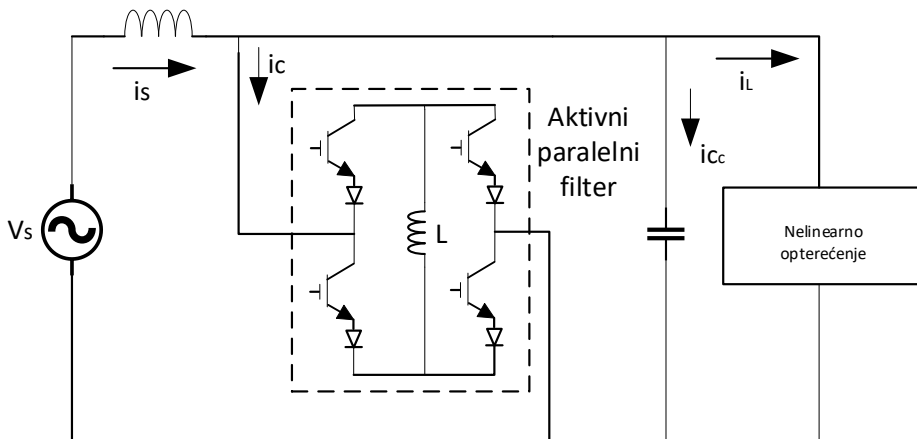 is
ic
Aktivni
paralelni
filter
iL
icc
Vs
L
Nelinearno
opterećenje